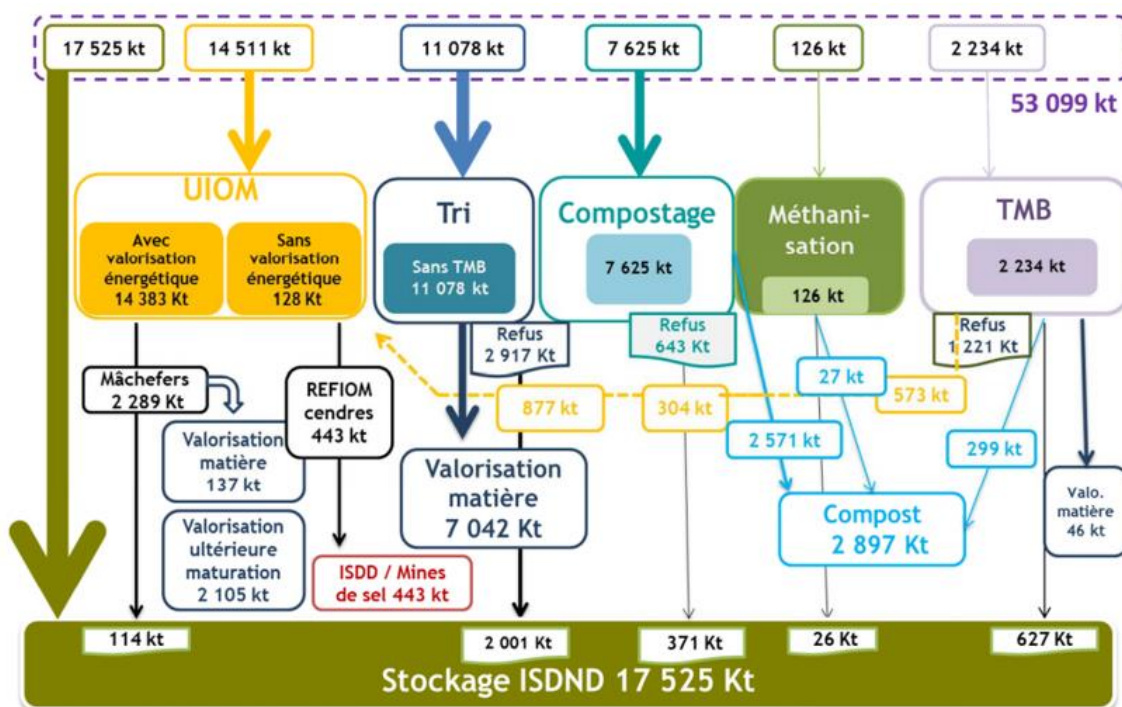 17 525 kt
14 511 kt
11 078 kt
7 625 kt
126 kt
2 234 kt
53 099 kt
UIOM
Avec
valorisation
énergétique
14 383 Kt
Sans
valorisation
énergétique
128 Kt
Tri
Sans TMB
11 078 kt
Compostage
7 625 kt
Méthani-
sation
126 kt
TMB
2 234 kt
Refus
2 917 Kt
Refus
643 Kt
Refus
1 221 Kt
Mâchefers
2 289 Kt
REFIOM
cendres
443 kt
877 kt
304 kt
27 kt
573 kt
Valorisation
matière
137 kt
Valorisation
matière
7 042 Kt
2 571 kt
299 kt
Valo.
matière
46 kt
Compost
2 897 Kt
Valorisation
ultérieure
maturation
2 105 kt
ISDD / Mines
de sel 443 kt
114 kt
2 001 Kt
371 Kt
26 Kt
627 Kt
Stockage ISDND 17 525 Kt